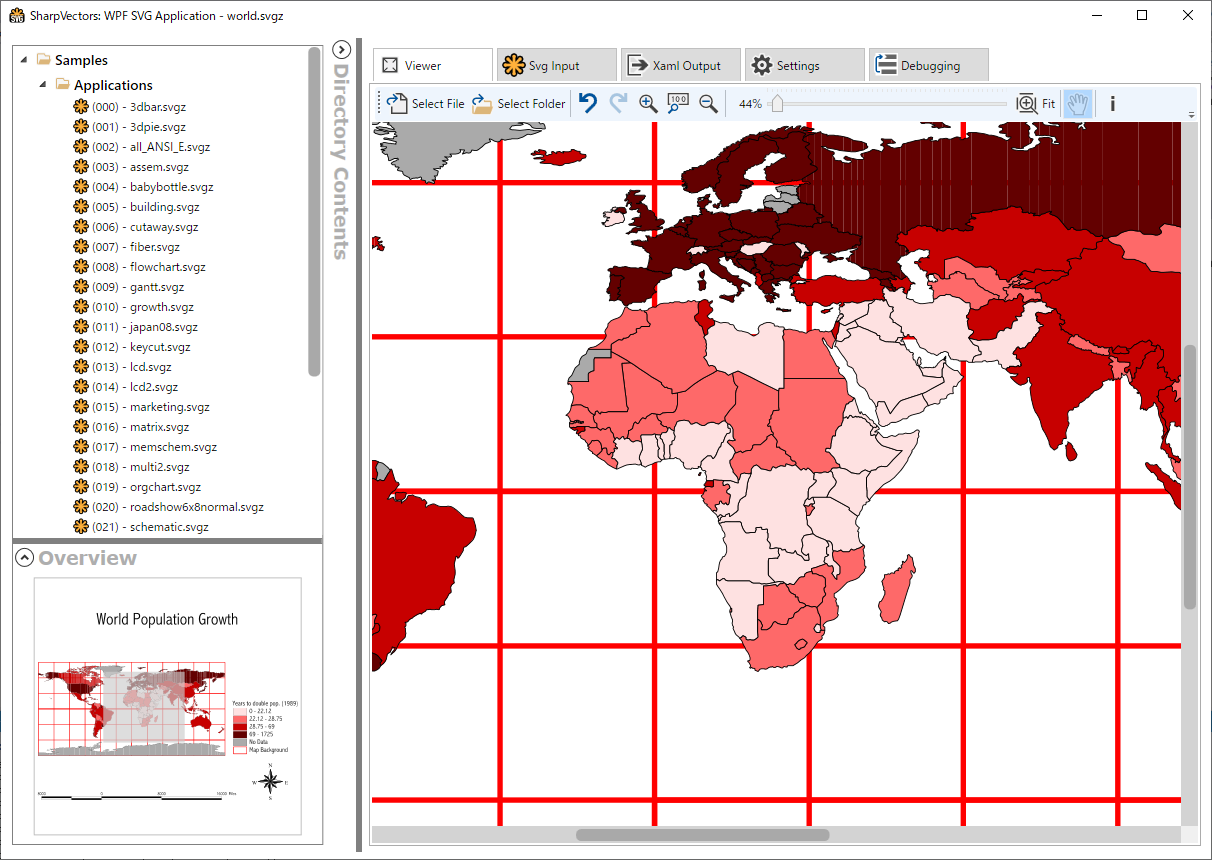 SharpVectors: WPF SVG Application - world.svgz
Samples
Applications
(000) - 3dbar.svgz
(001) - 3dpie.svgz
(002) - all_ANSI_E.svgz
(003) - assem.svgz
(004) - babybottle.svgz
(005) - building.svgz
(006) - cutaway.svgz
(007) - fiber.svgz
(008) - flowchart.svgz
(009) - gantt.svgz
(010) - growth.svgz
(011) - japan08.svgz
(012) - keycut.svgz
(013) - lcd.svgz
(014) - lcd2.svgz
(015) - marketing.svgz
(016) - matrix.svgz
(017) - memschem.svgz
(018) - multi2.svgz
(019) - orgchart.svgz
(020) - roadshow6x8normal.svgz
(021) - schematic.svgz
Overview
World Population Growth
Years to double pop. (1989)
0 - 22.12
22.12 - 28.75
28.75 - 69
69 - 1725
No Data
Map Background
N
W E
S
Directory Contents
Viewer
Svg Input
Xaml Output
Settings
Debugging
Select File
Select Folder
100
44%
Fit